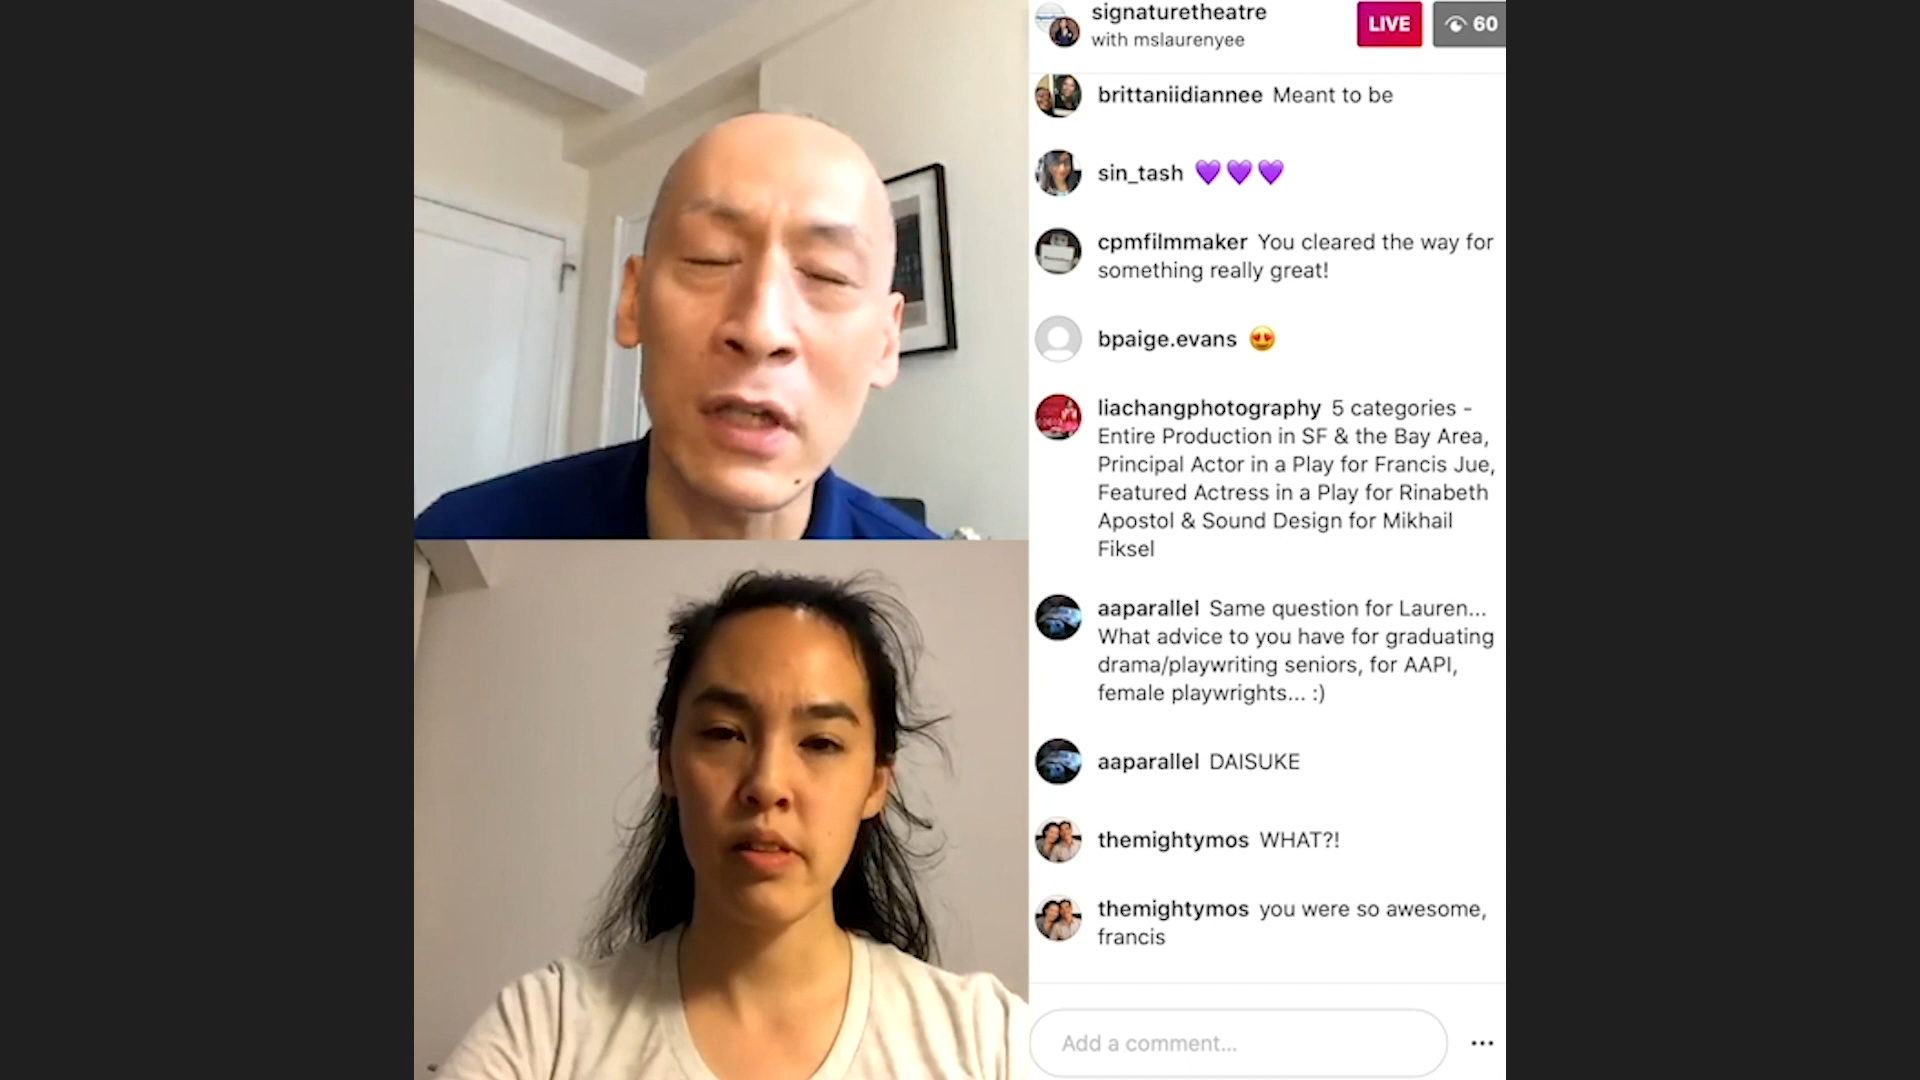 signaturetheatre
with mslaurenyee
LIVE
60
brittaniidiannee Meant to be
sin_tash 💜💜💜
cpmfilmmaker You cleared the way for
something really great!
bpaige.evans 😍
liachangphotography 5 categories -
Entire Production in SF & the Bay Area,
Principal Actor in a Play for Francis Jue,
Featured Actress in a Play for Rinabeth
Apostol & Sound Design for Mikhail
Fiksel
aaparallel Same question for Lauren...
What advice to you have for graduating
drama/playwriting seniors, for AAPI,
female playwrights... :)
aaparallel DAISUKE
themightymos WHAT?!
themightymos you were so awesome,
francis
Add a comment...